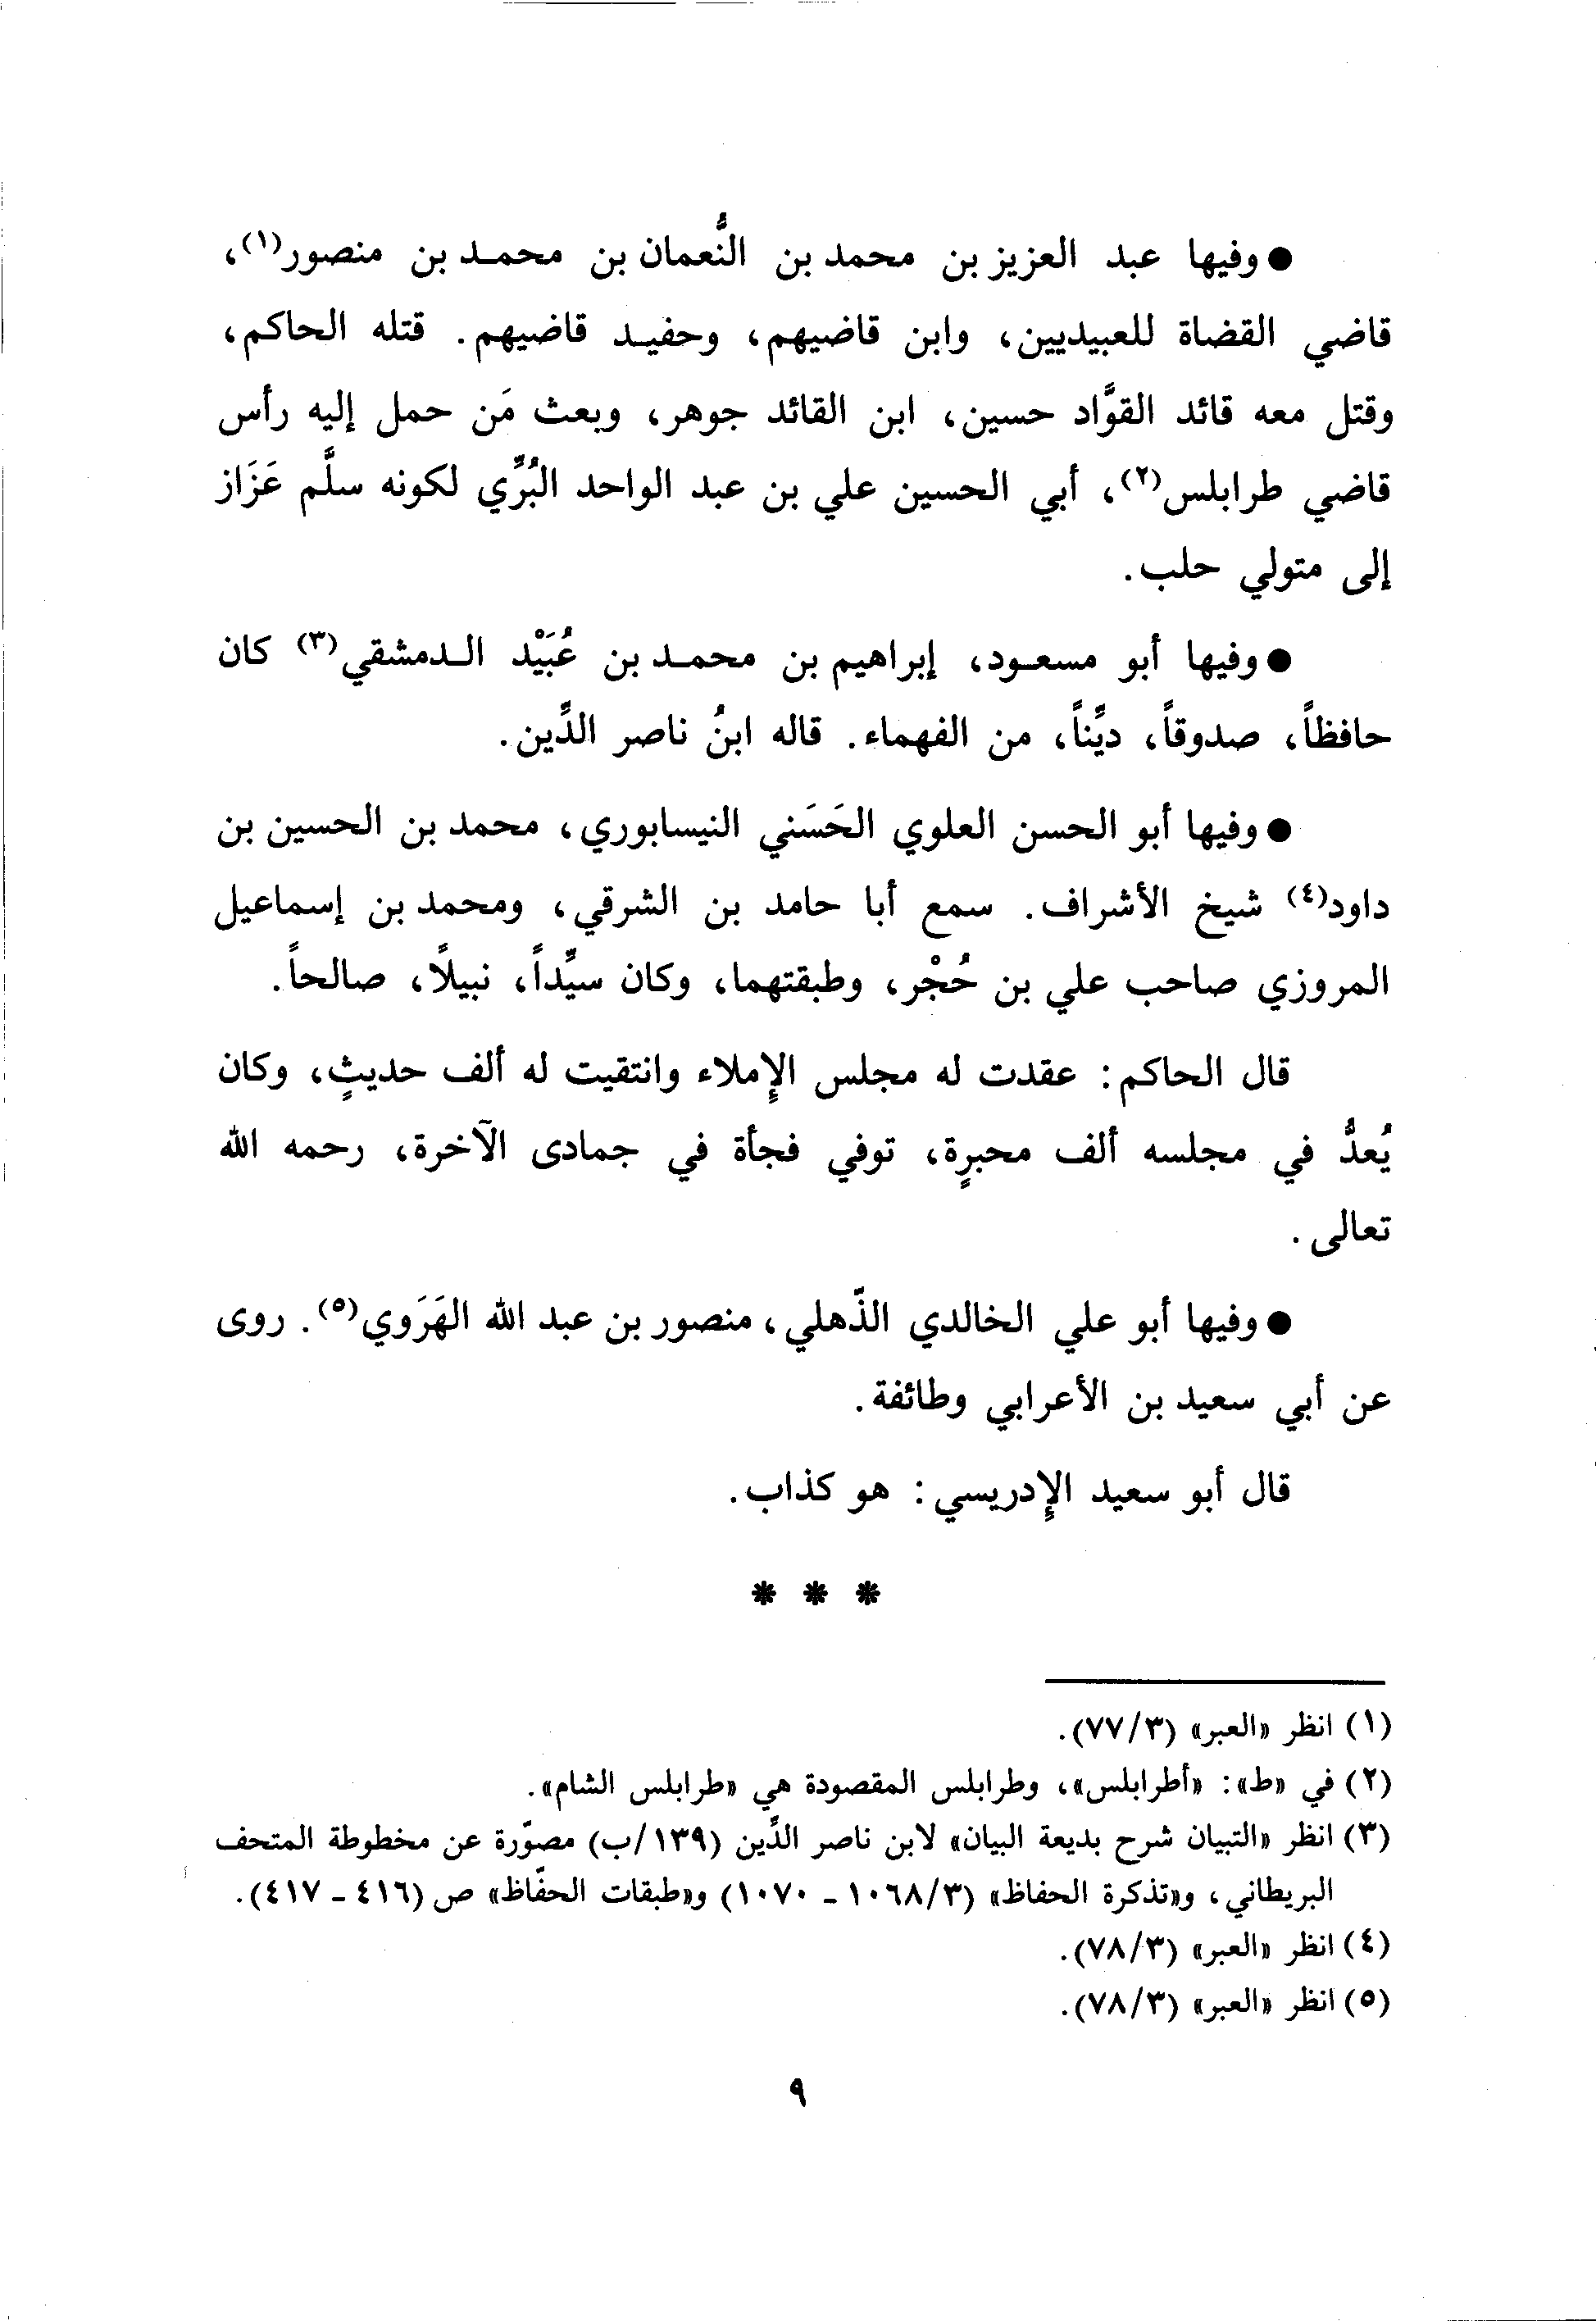 ● وفيها عبد العزيز بن محمد بن النُّعمان بن محمد بن منصور(١)،
قاضي القضاة للعبيديين، وابن قاضيهم، وحفيد قاضيهم. قتله الحاكم،
وقتل معه قائد القوَّاد حسين، ابن القائد جوهر، وبعث مَن حمل إليه رأس
قاضي طرابلس(٢)، أبي الحسين علي بن عبد الواحد البُرِّي لكونه سلَّم عَزَاز
إلى متولي حلب.
● وفيها أبو مسعود، إبراهيم بن محمد بن عُبَيْد الدمشقي(٣) كان
حافظاً، صدوقاً، ديِّناً، من الفهماء. قاله ابنُ ناصر الدِّين.
● وفيها أبو الحسن العلوي الحَسَني النيسابوري، محمد بن الحسين بن
داود(٤) شيخ الأشراف. سمع أبا حامد بن الشرقي، ومحمد بن إسماعيل
المروزي صاحب علي بن حُجْر، وطبقتهما، وكان سيِّداً، نبيلاً، صالحاً.
قال الحاكم: عقدت له مجلس الإِملاء وانتقيت له ألف حديثٍ، وكان
يُعدُّ في مجلسه ألف محبرةٍ، توفي فجأة في جمادى الآخرة، رحمه الله
تعالى.
● وفيها أبو علي الخالدي الذّهلي، منصور بن عبد الله الهَرَوي(٥). روى
عن أبي سعيد بن الأعرابي وطائفة.
قال أبو سعيد الإِدريسي: هو كذاب.
* * *
(١) انظر «العبر» (٣/٧٧).
(٢) في «ط»: «أطرابلس»، وطرابلس المقصودة هي «طرابلس الشام».
(٣) انظر «التبيان شرح بديعة البيان» لابن ناصر الدِّين (١٣٩/ب) مصوّرة عن مخطوطة المتحف
البريطاني، و«تذكرة الحفاظ» (٣/١٠٦٨ - ١٠٧٠) و«طبقات الحفّاظ» ص (٤١٦ - ٤١٧).
(٤) انظر «العبر» (٣/٧٨).
(٥) انظر «العبر» (٣/٧٨).
٩